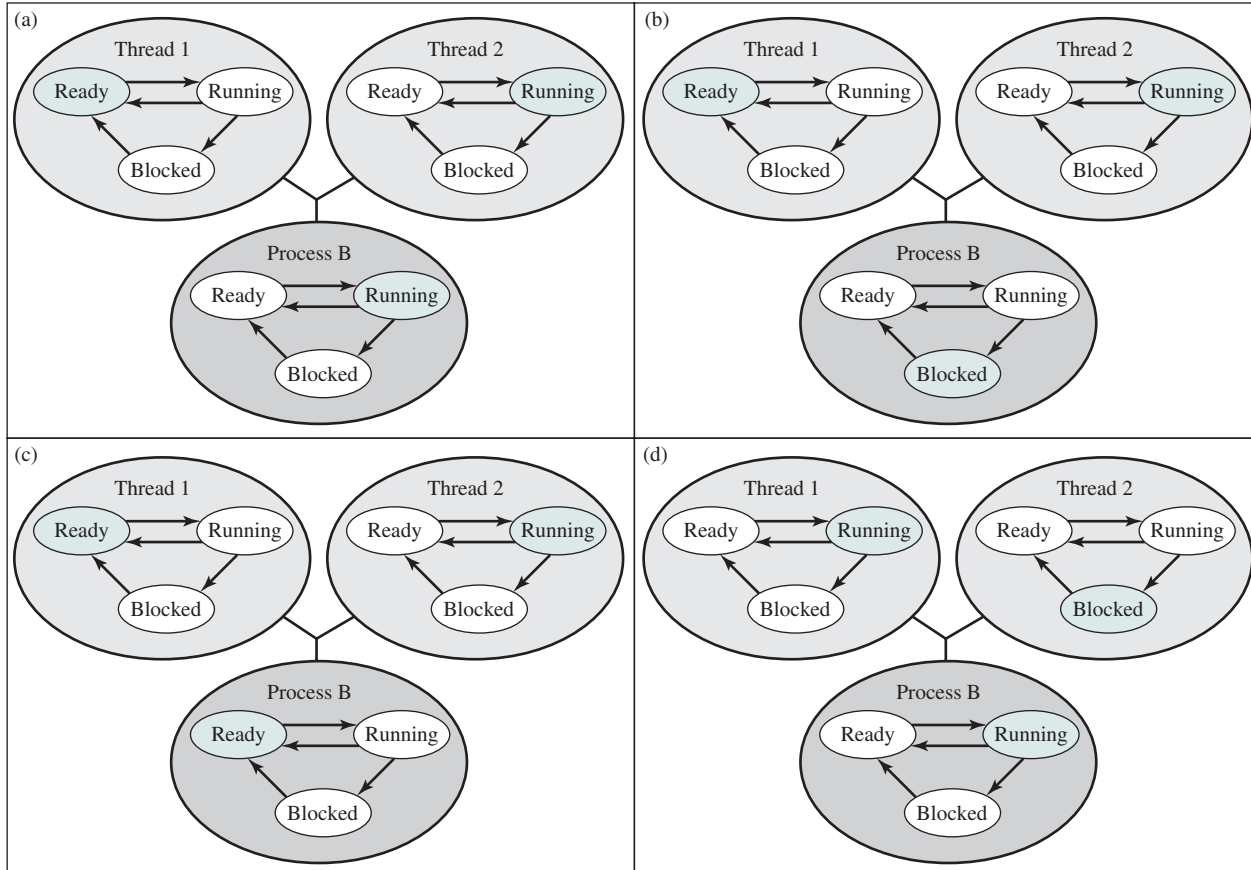 (a)
Thread 1
Ready
Running
Blocked
Thread 2
Ready
Running
Blocked
Process B
Ready
Running
Blocked
(b)
Thread 1
Ready
Running
Blocked
Thread 2
Ready
Running
Blocked
Process B
Ready
Running
Blocked
(c)
Thread 1
Ready
Running
Blocked
Thread 2
Ready
Running
Blocked
Process B
Ready
Running
Blocked
(d)
Thread 1
Ready
Running
Blocked
Thread 2
Ready
Running
Blocked
Process B
Ready
Running
Blocked